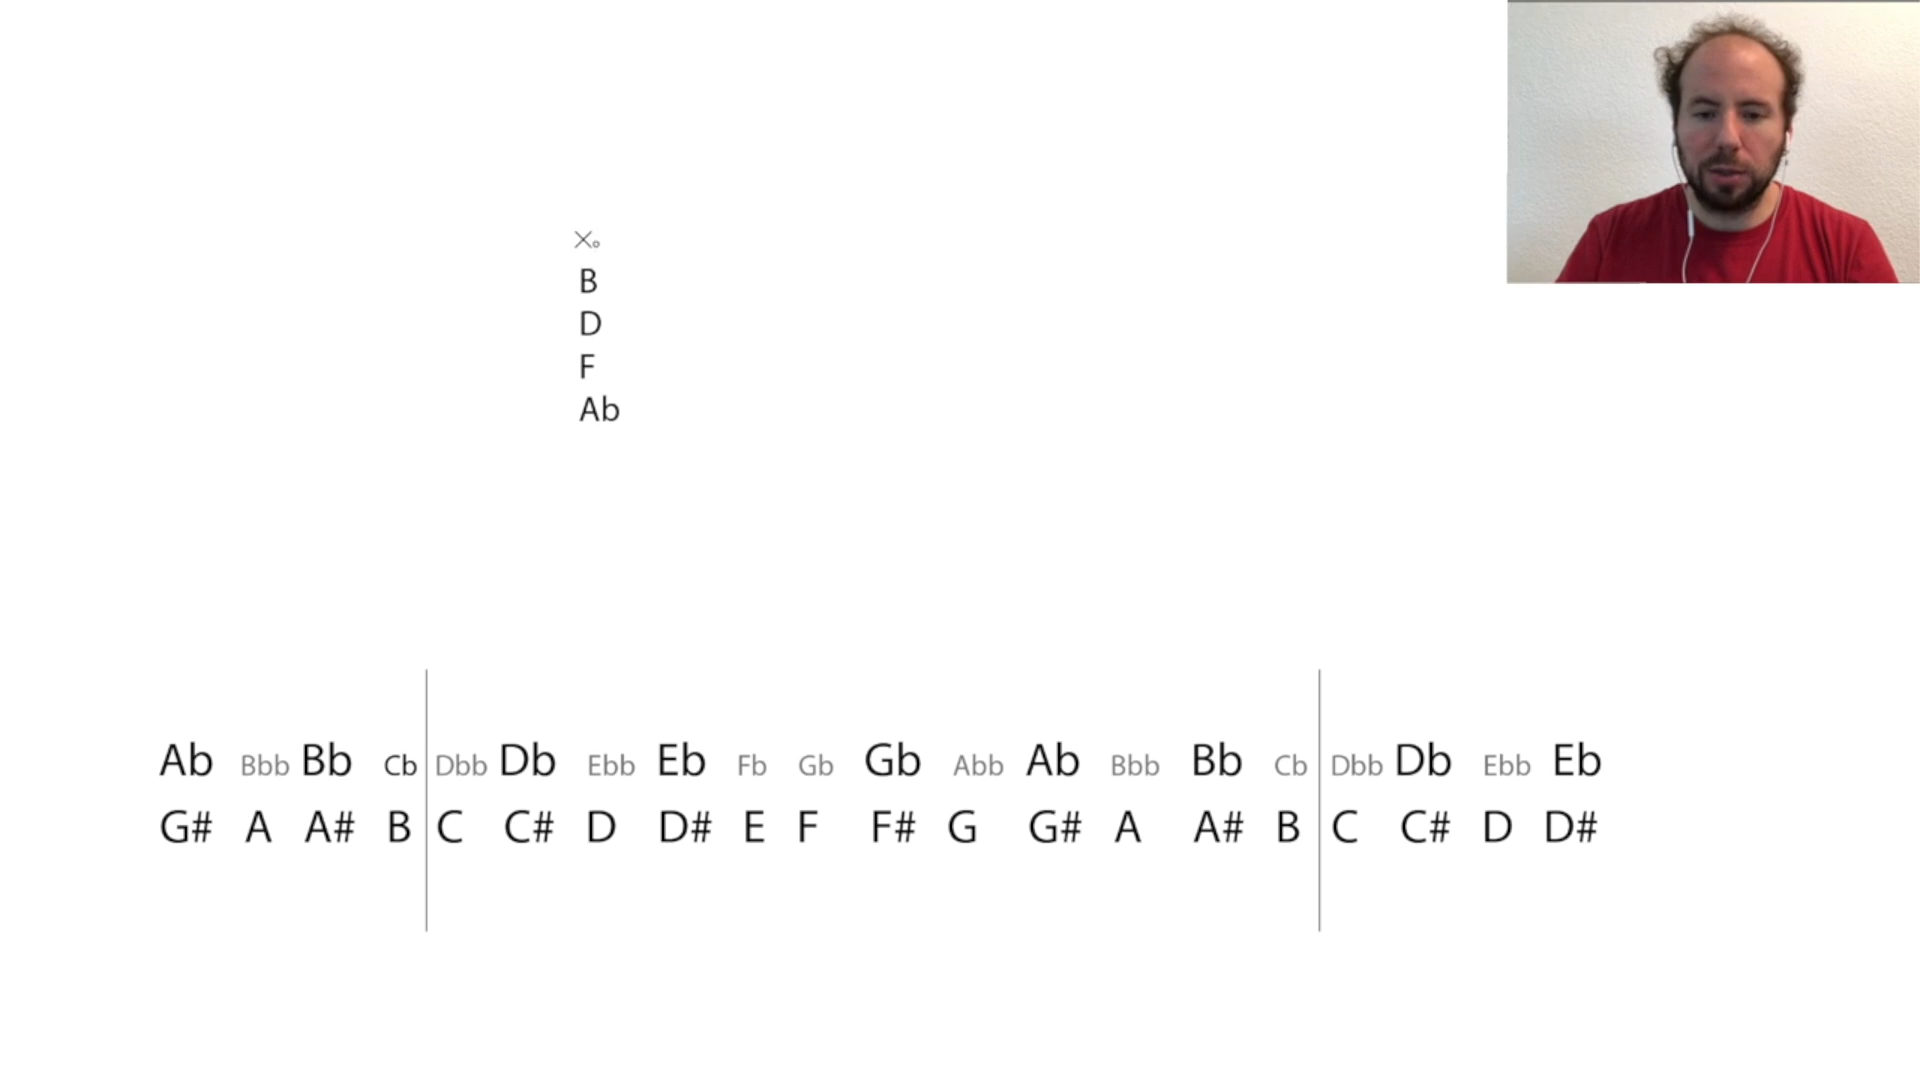 Xo
B
D
F
Ab
Ab Bbb Bb Cb Dbb Db Ebb Eb Fb Gb Gb Abb Ab Bbb Bb Cb Dbb Db Ebb Eb
G# A A# B C C# D D# E F F# G G# A A# B C C# D D#